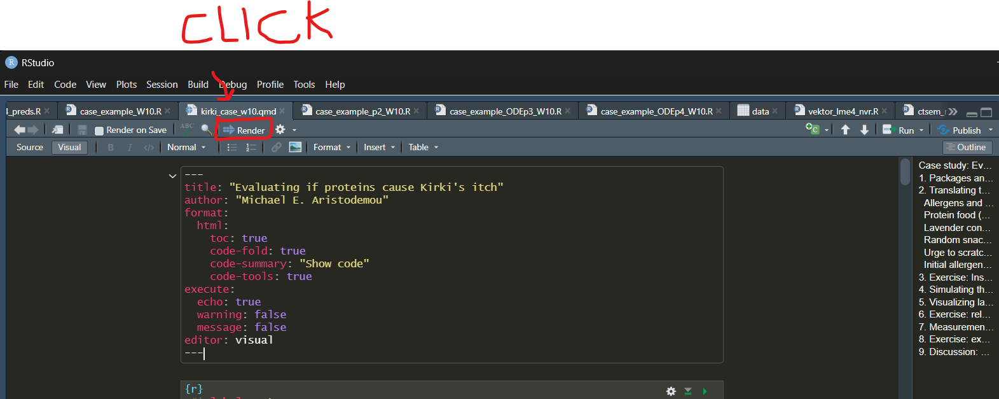 CLICK
RStudio
File Edit Code View Plots Session Build Debug Profile Tools Help
4_preds.R case_example_W10.R kirki_case_w10.qmd case_example_p2_W10.R case_example_ODEp3_W10.R case_example_ODEp4_W10.R data vektor_lme4_nvr.R ctsem_
Render on Save ABC Render Run Publish
Source Visual B I </> Normal Format Insert Table Outline
---
title: "Evaluating if proteins cause Kirki's itch"
author: "Michael E. Aristodemou"
format:
html:
toc: true
code-fold: true
code-summary: "Show code"
code-tools: true
execute:
echo: true
warning: false
message: false
editor: visual
---
{r}
Case study: Ev...
1. Packages an...
2. Translating t...
Allergens and ...
Protein food (...
Lavender con...
Random snac...
Urge to scratc...
Initial allergen...
3. Exercise: Ins...
4. Simulating th...
5. Visualizing la...
6. Exercise: rel...
7. Measuremen...
8. Exercise: ex...
9. Discussion: ...